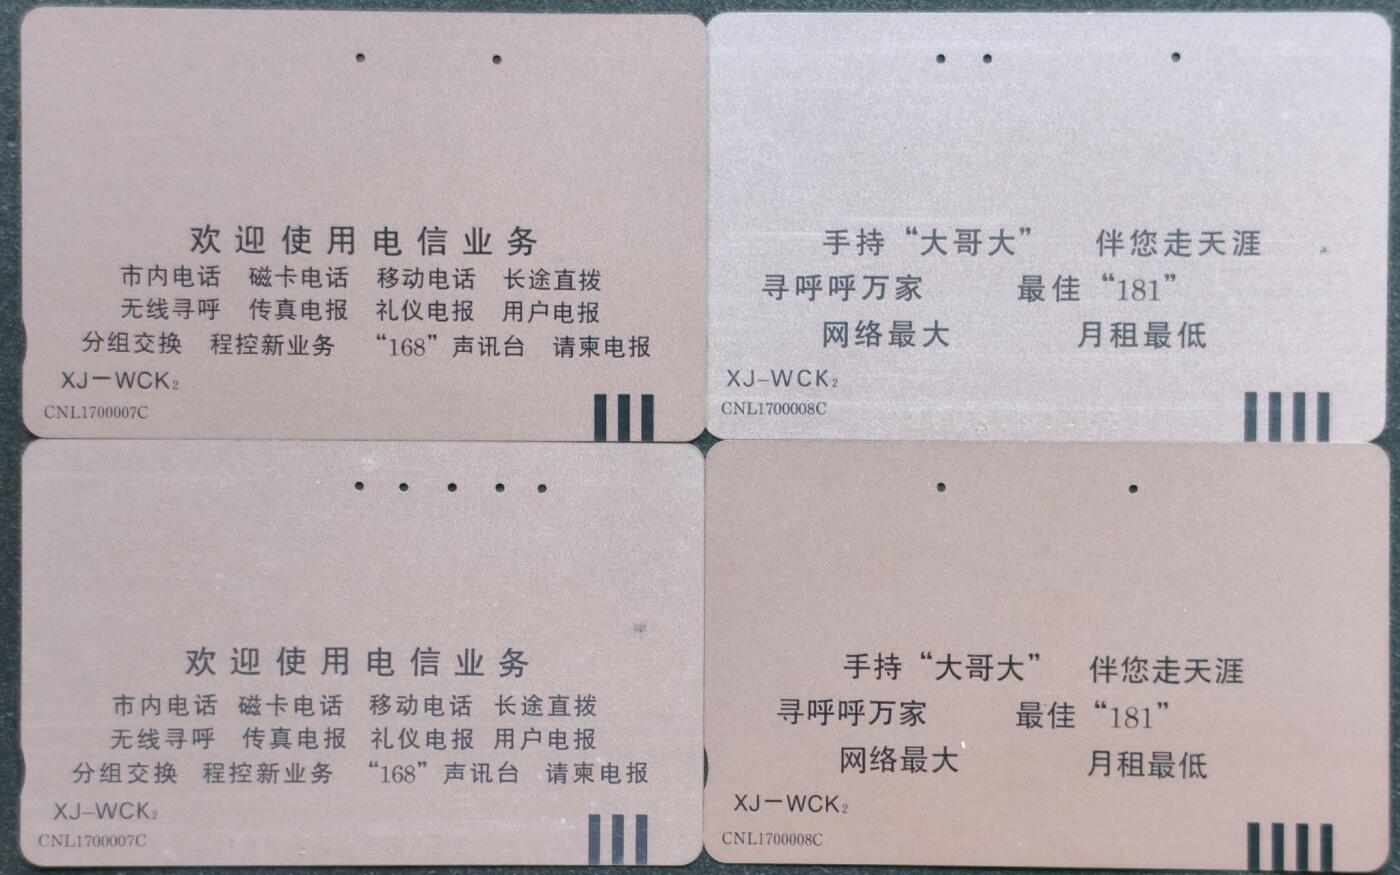 欢迎使用电信业务
市内电话 磁卡电话 移动电话 长途直拨
无线寻呼 传真电报 礼仪电报 用户电报
分组交换 程控新业务 “168”声讯台 请柬电报
XJ－WCK₂
CNL1700007C
手持“大哥大” 伴您走天涯
寻呼呼万家 最佳“181”
网络最大 月租最低
XJ–WCK₂
CNL1700008C
欢迎使用电信业务
市内电话 磁卡电话 移动电话 长途直拨
无线寻呼 传真电报 礼仪电报 用户电报
分组交换 程控新业务 “168”声讯台 请柬电报
XJ–WCK₂
CNL1700007C
手持“大哥大” 伴您走天涯
寻呼呼万家 最佳“181”
网络最大 月租最低
XJ－WCK₂
CNL1700008C